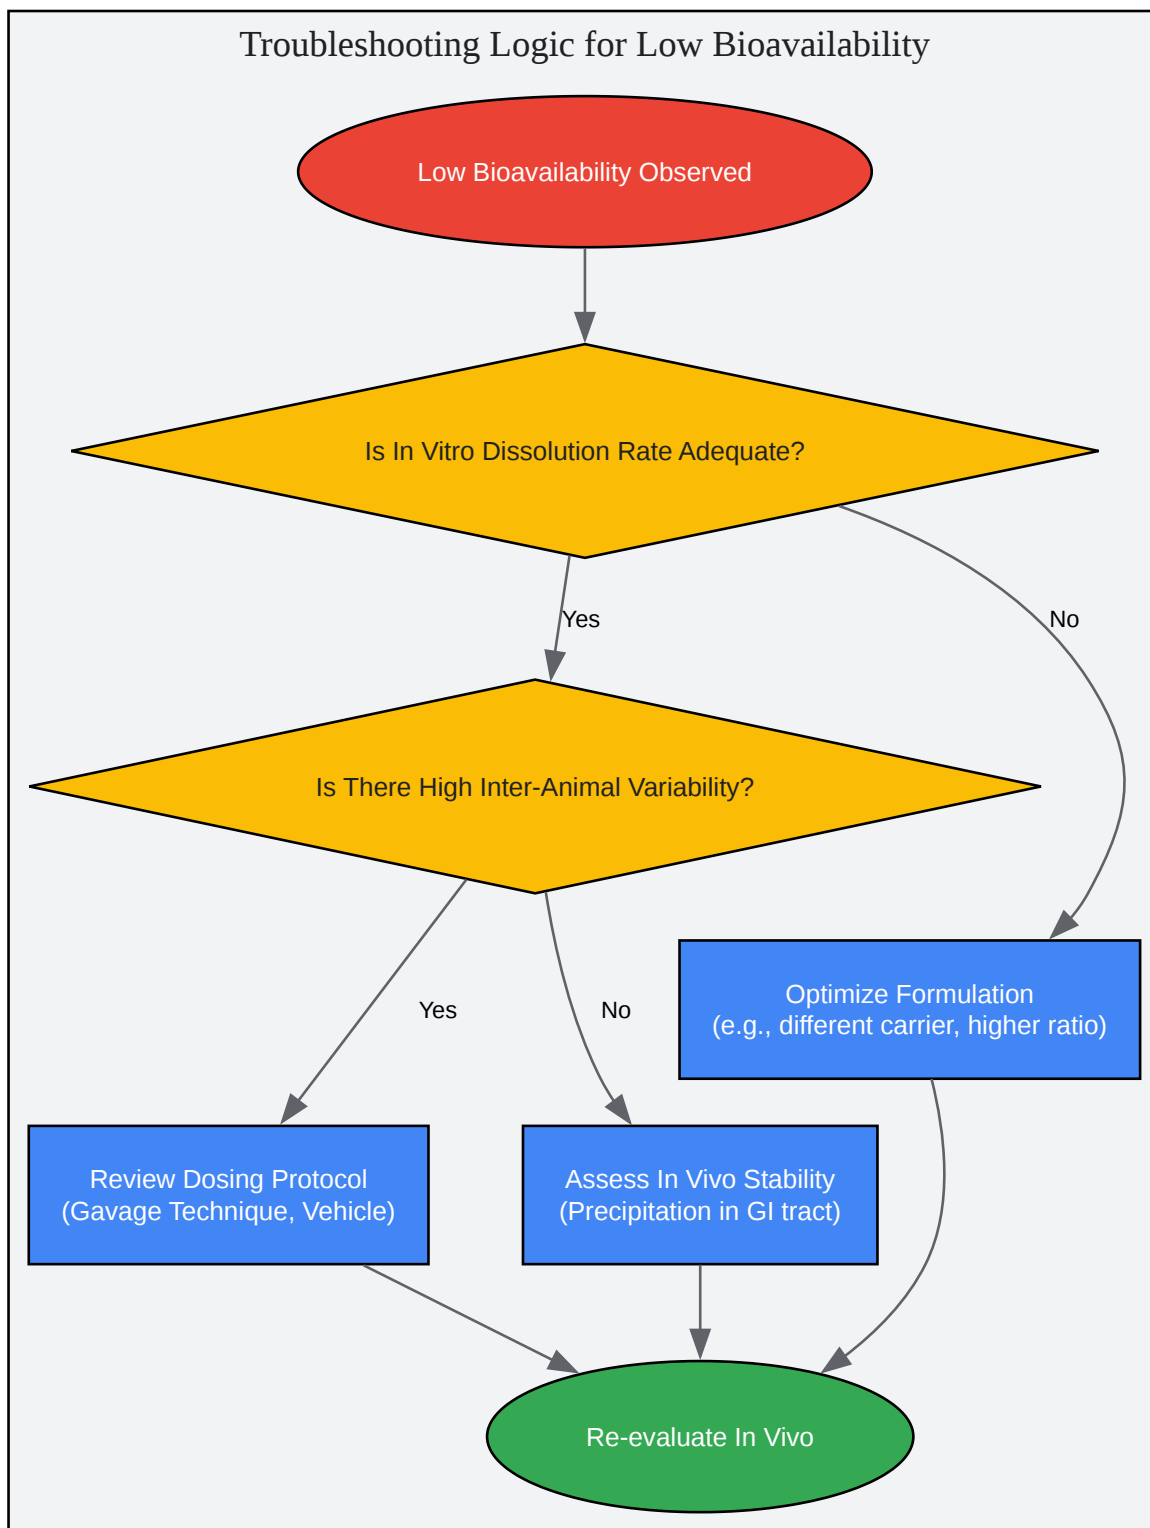 Troubleshooting Logic for Low Bioavailability
Low Bioavailability Observed
Is In Vitro Dissolution Rate Adequate?
Yes
No
Is There High Inter-Animal Variability?
Yes
No
Optimize Formulation
(e.g., different carrier, higher ratio)
Review Dosing Protocol
(Gavage Technique, Vehicle)
Assess In Vivo Stability
(Precipitation in GI tract)
Re-evaluate In Vivo